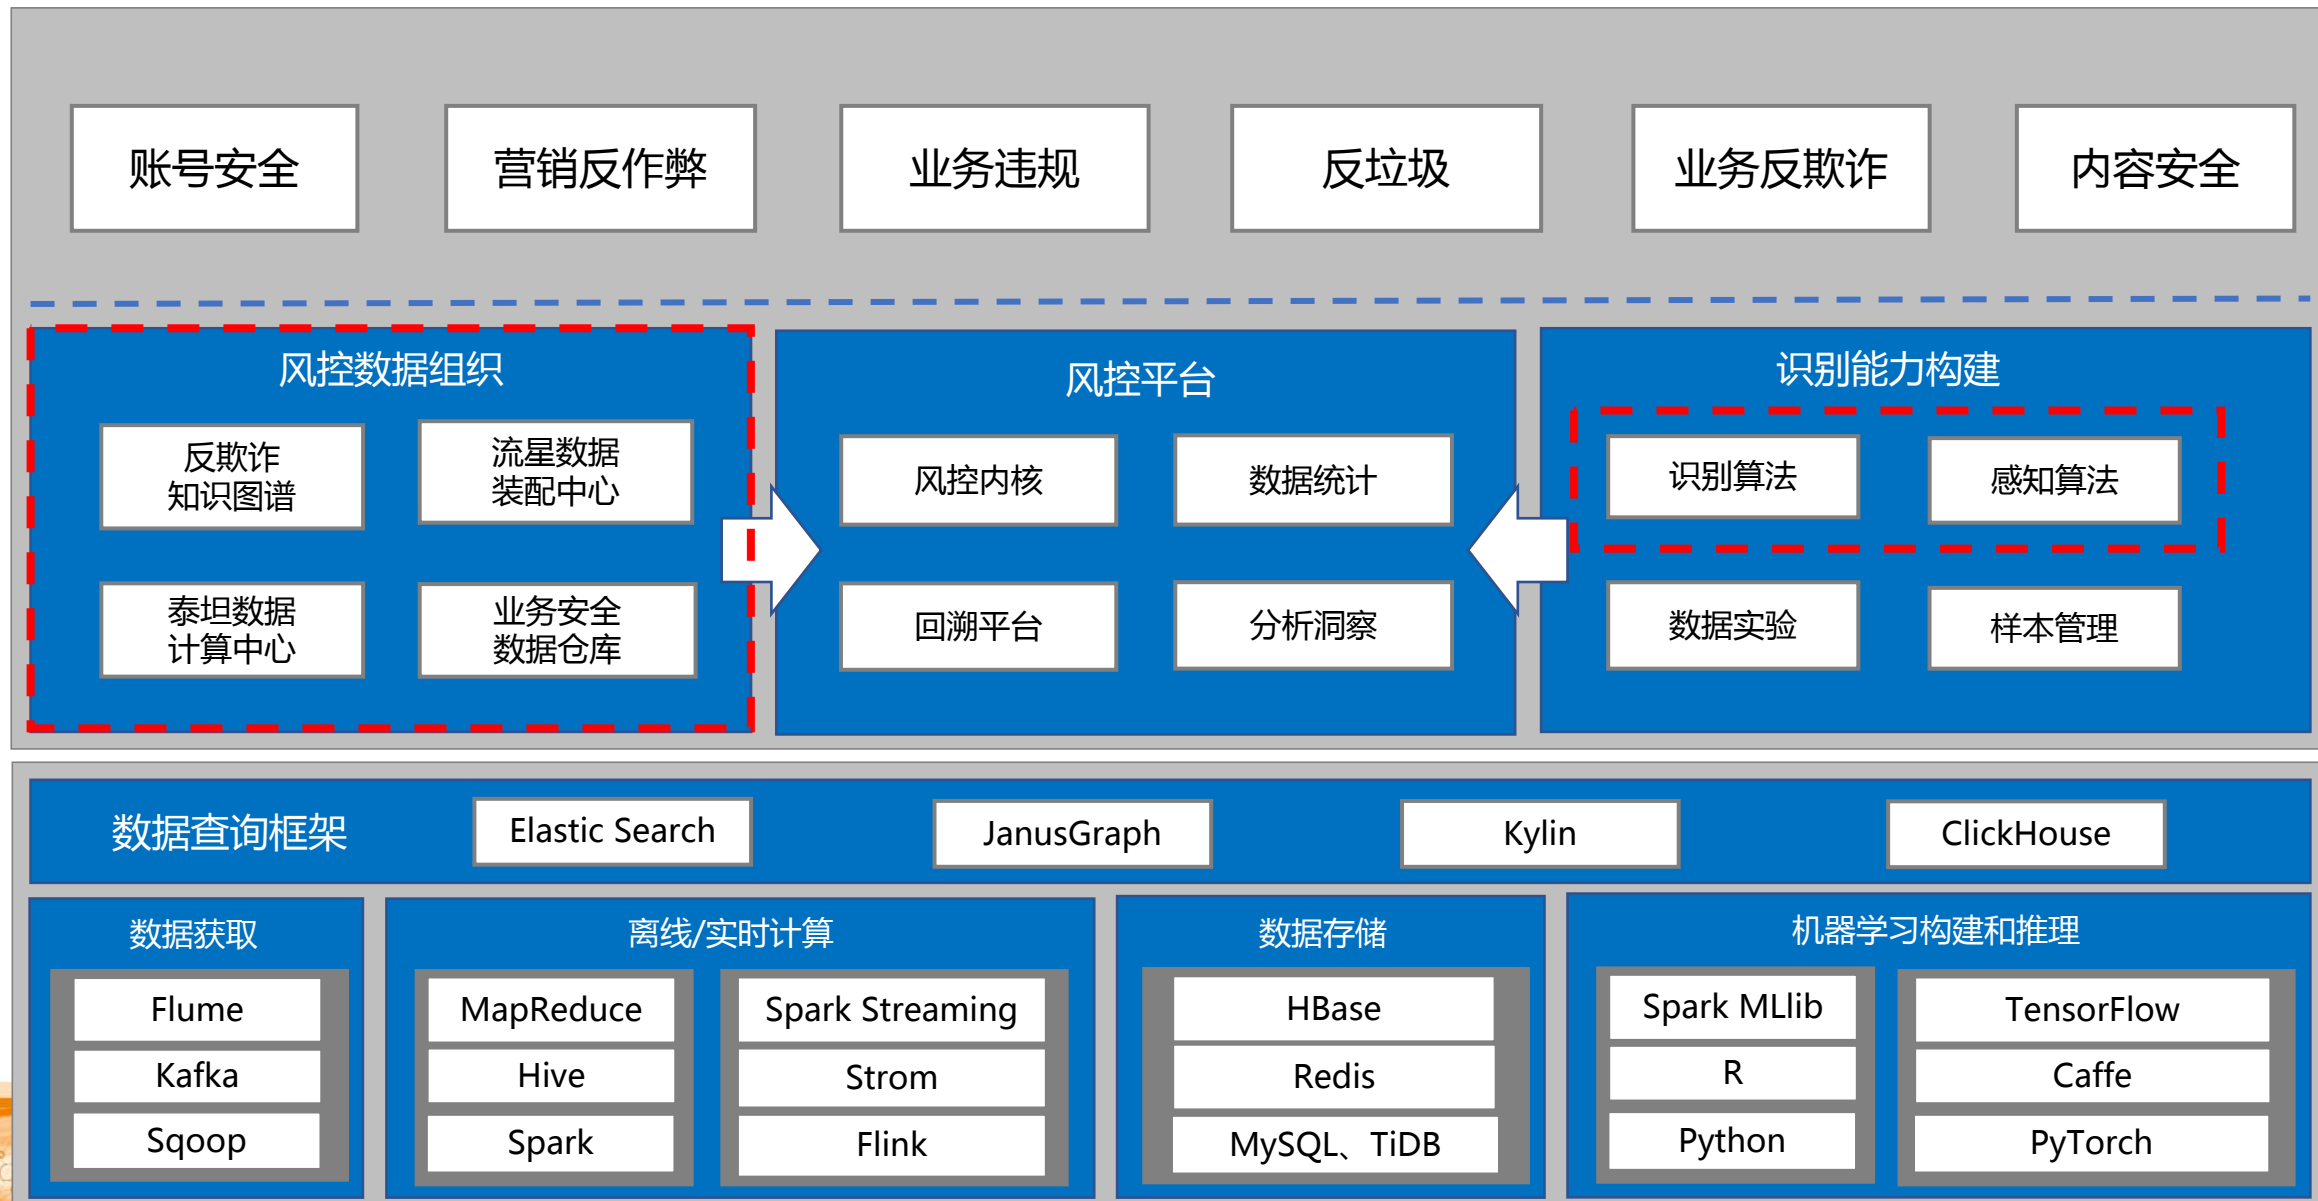 账号安全
营销反作弊
业务违规
反垃圾
业务反欺诈
内容安全
风控数据组织
反欺诈
知识图谱
流星数据
装配中心
泰坦数据
计算中心
业务安全
数据仓库
风控平台
风控内核
数据统计
回溯平台
分析洞察
识别能力构建
识别算法
感知算法
数据实验
样本管理
数据查询框架
Elastic Search
JanusGraph
Kylin
ClickHouse
数据获取
Flume
Kafka
Sqoop
离线/实时计算
MapReduce
Hive
Spark
Spark Streaming
Strom
Flink
数据存储
HBase
Redis
MySQL、TiDB
机器学习构建和推理
Spark MLlib
R
Python
TensorFlow
Caffe
PyTorch